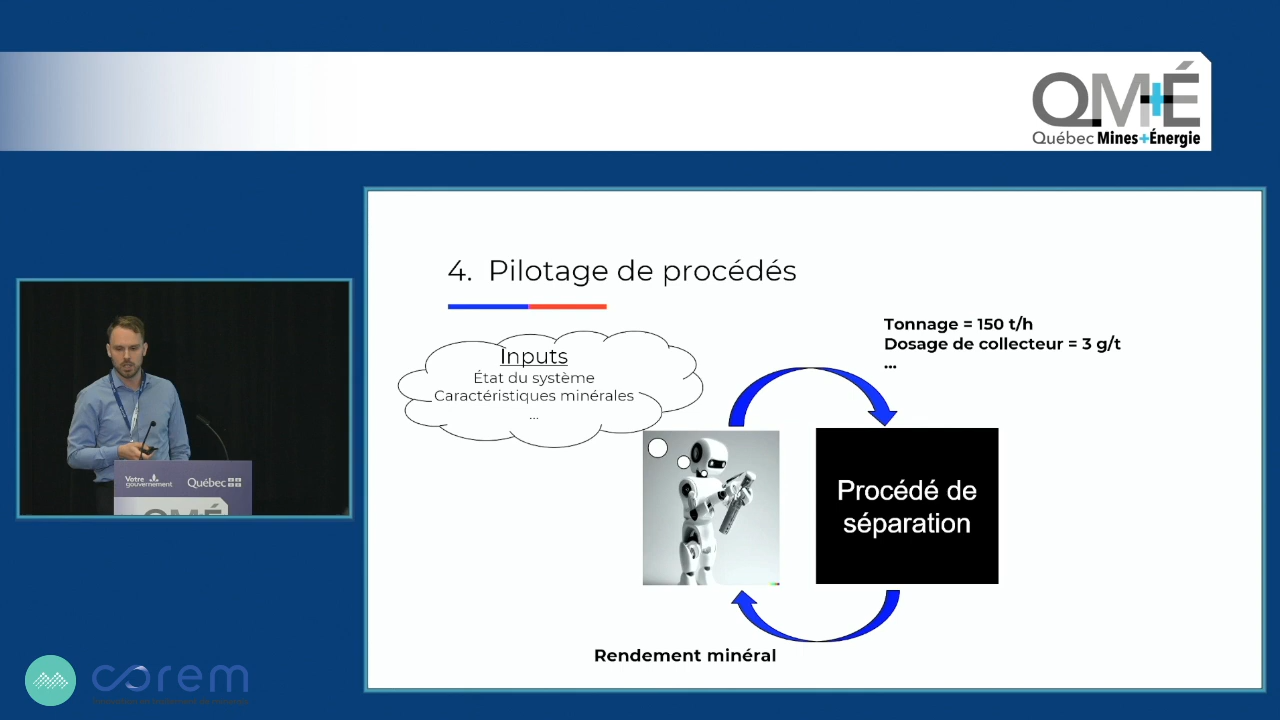 QM+É
Québec Mines+Énergie
4. Pilotage de procédés
Tonnage = 150 t/h
Dosage de collecteur = 3 g/t
...
Inputs
État du système
Caractéristiques minérales
...
Procédé de
séparation
Rendement minéral
Votre
gouvernement
Québec
QMÉ
corem